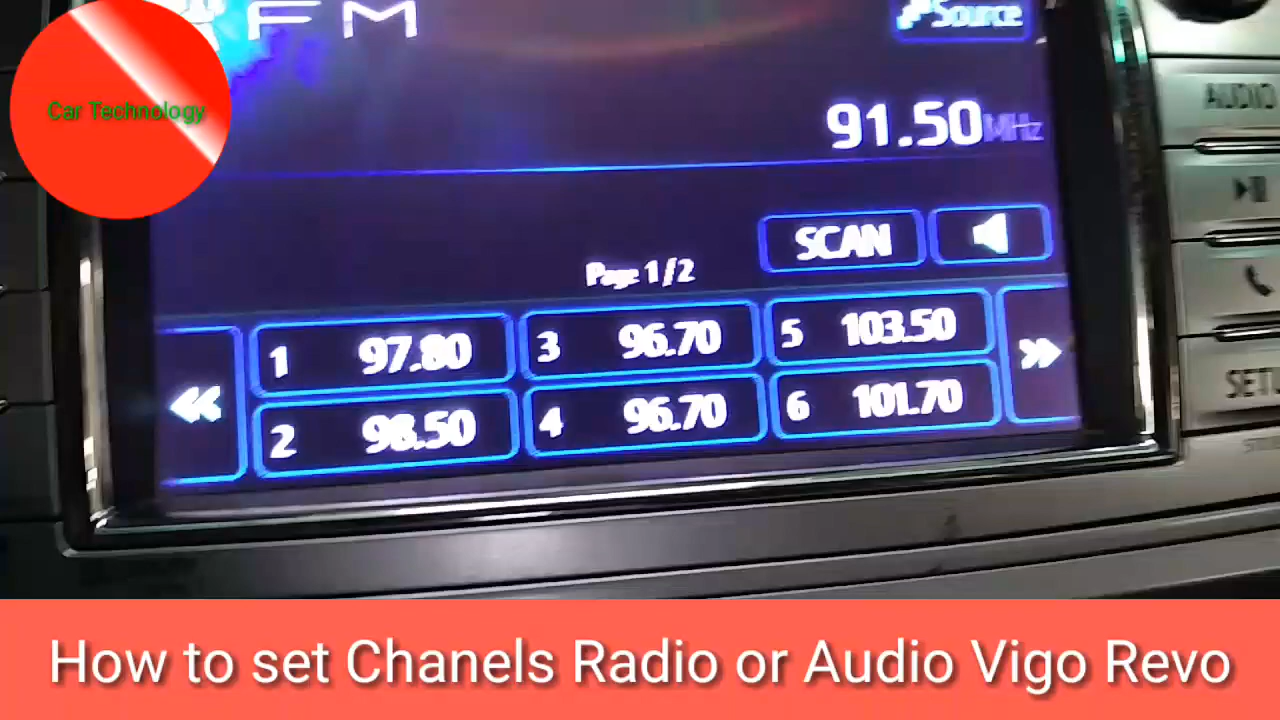 FM
Source
Car Technology
91.50MHz
AUDIO
SCAN
Page 1/2
1 97.80
3 96.70
5 103.50
2 98.50
4 96.70
6 101.70
How to set Chanels Radio or Audio Vigo Revo